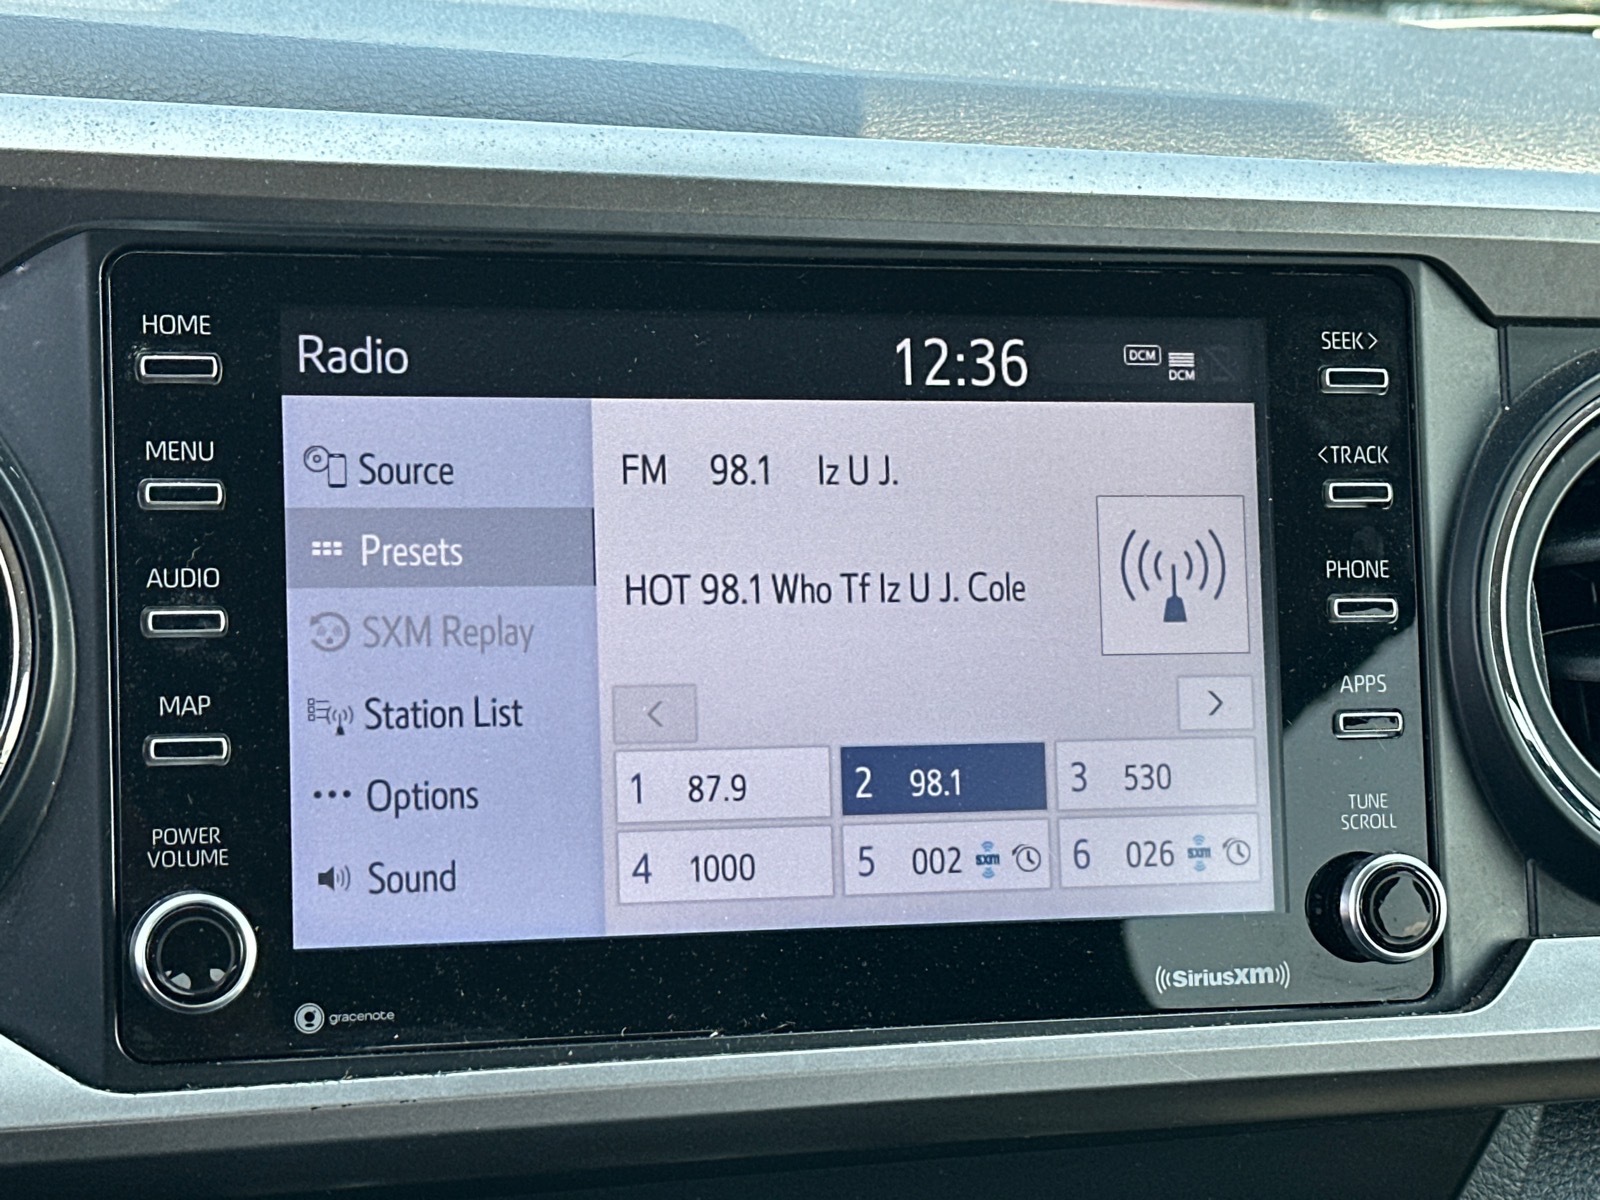 HOME
MENU
AUDIO
MAP
POWER
VOLUME
Radio
12:36
DCM
DCM
Source
Presets
SXM Replay
Station List
Options
Sound
FM 98.1 Iz U J.
HOT 98.1 Who Tf Iz U J. Cole
<
>
1 87.9
2 98.1
3 530
4 1000
5 002 sxm
6 026 sxm
SEEK>
<TRACK
PHONE
APPS
TUNE
SCROLL
gracenote
((SiriusXM))